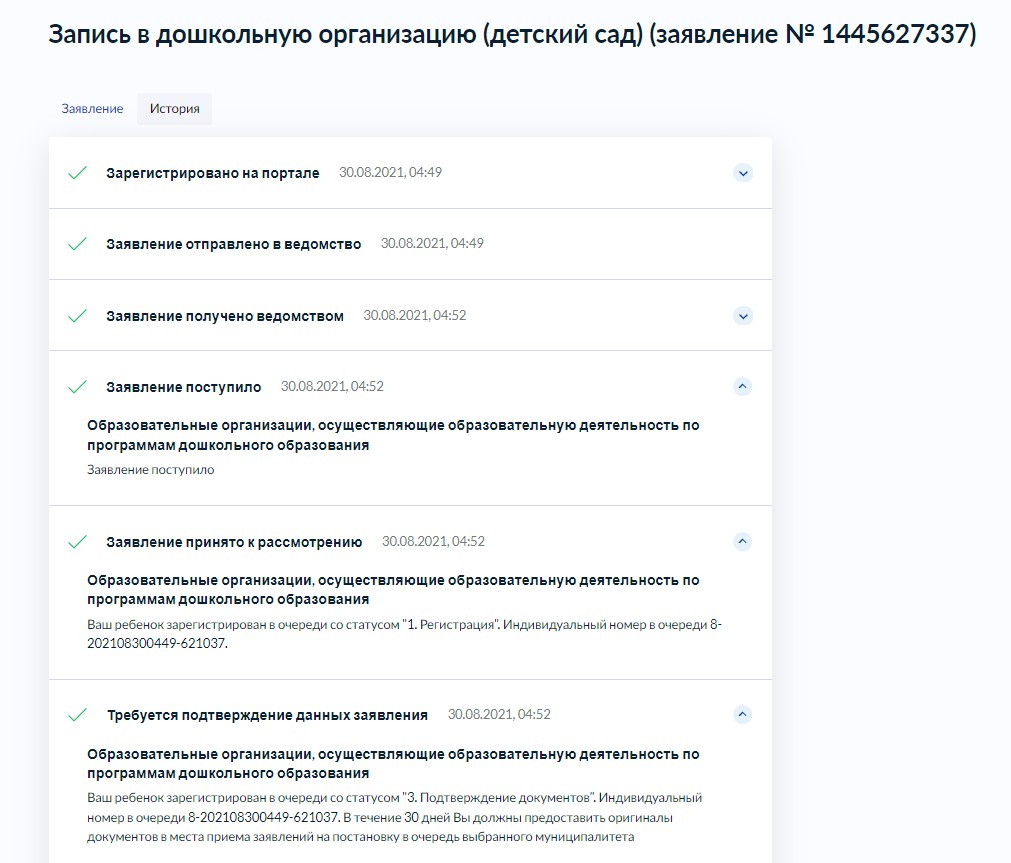 Запись в дошкольную организацию (детский сад) (заявление № 1445627337)
Заявление История
Зарегистрировано на портале 30.08.2021, 04:49
Заявление отправлено в ведомство 30.08.2021, 04:49
Заявление получено ведомством 30.08.2021, 04:52
Заявление поступило 30.08.2021, 04:52
Образовательные организации, осуществляющие образовательную деятельность по
программам дошкольного образования
Заявление поступило
Заявление принято к рассмотрению 30.08.2021, 04:52
Образовательные организации, осуществляющие образовательную деятельность по
программам дошкольного образования
Ваш ребенок зарегистрирован в очереди со статусом "1. Регистрация". Индивидуальный номер в очереди 8-
202108300449-621037.
Требуется подтверждение данных заявления 30.08.2021, 04:52
Образовательные организации, осуществляющие образовательную деятельность по
программам дошкольного образования
Ваш ребенок зарегистрирован в очереди со статусом "3. Подтверждение документов". Индивидуальный
номер в очереди 8-202108300449-621037. В течение 30 дней Вы должны предоставить оригиналы
документов в места приема заявлений на постановку в очередь выбранного муниципалитета